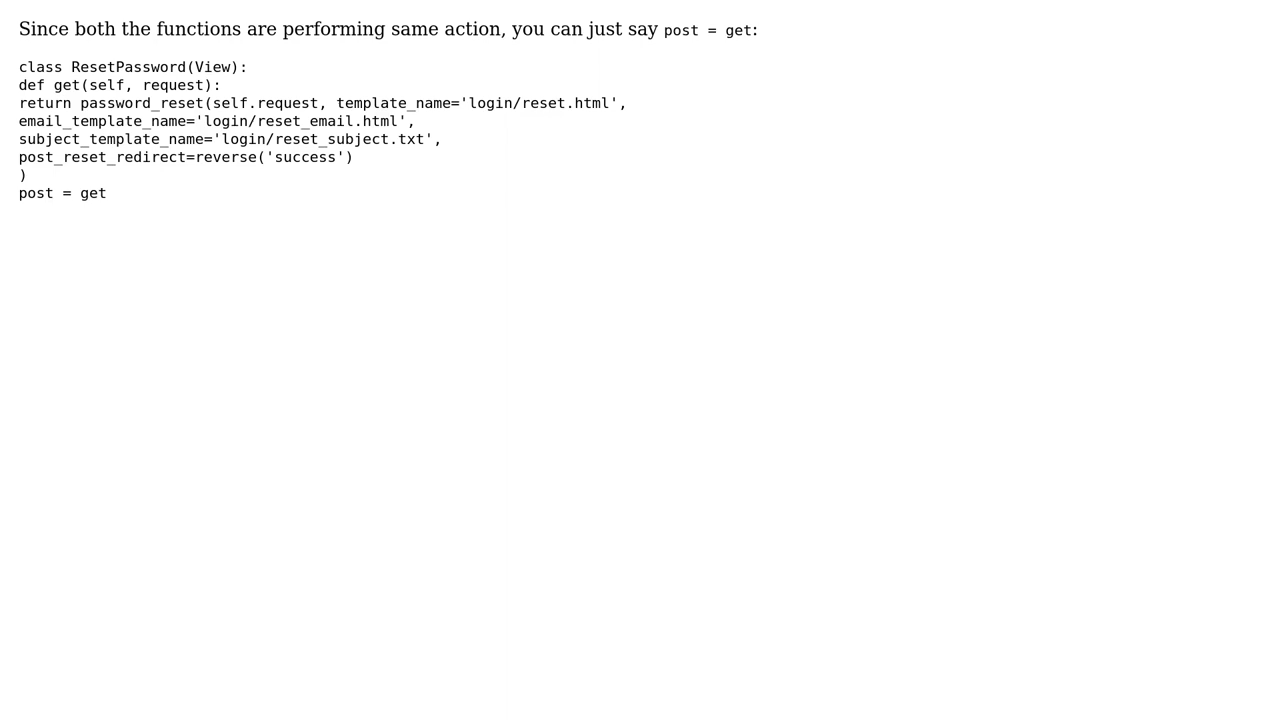 Since both the functions are performing same action, you can just say post = get:
class ResetPassword(View):
def get(self, request):
return password_reset(self.request, template_name='login/reset.html',
email_template_name='login/reset_email.html',
subject_template_name='login/reset_subject.txt',
post_reset_redirect=reverse('success')
)
post = get